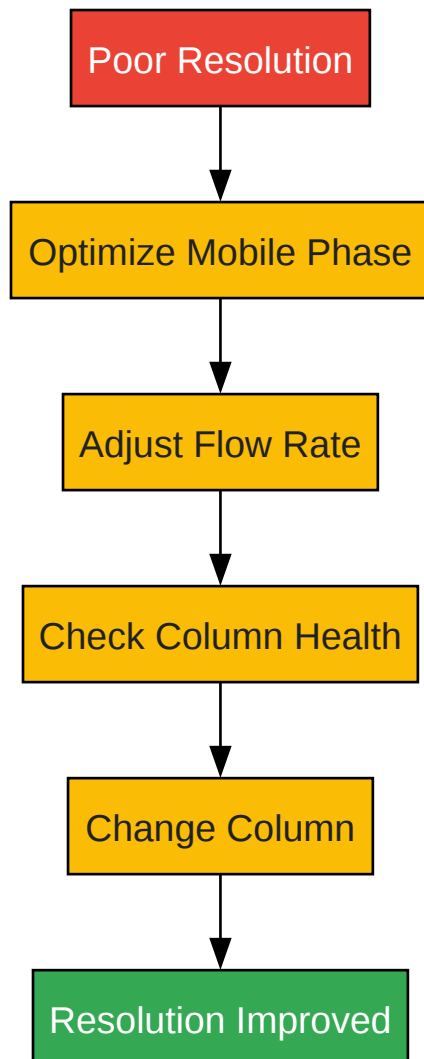 Poor Resolution
Optimize Mobile Phase
Adjust Flow Rate
Check Column Health
Change Column
Resolution Improved